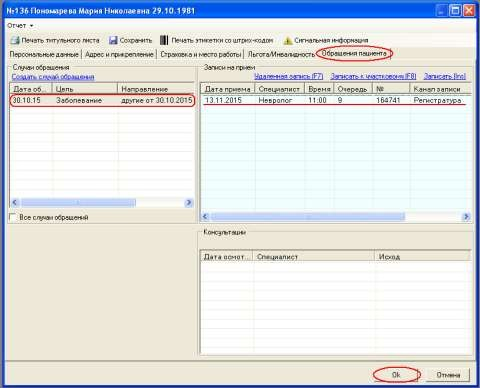 №136 Пономарева Мария Николаевна 29.10.1981
Отчет
Печать титульного листа Сохранить Печать этикетки со штрих-кодом Сигнальная информация
Персональные данные Адрес и прикрепление Страховка и место работы Льгота/Инвалидность Обращения пациента
Случаи обращения
Создать случай обращения
Дата об... Цель Направление
30.10.15 Заболевание другие от 30.10.2015
Все случаи обращений
Записи на прием
Удаленная запись (F7) Записать к участковому (F8) Записать (Ins)
Дата приема Специалист Время Очередь № Канал записи
13.11.2015 Невролог 11:00 9 164741 Регистратура
Консультации
Дата осмот... Специалист Исход
Ok Отмена